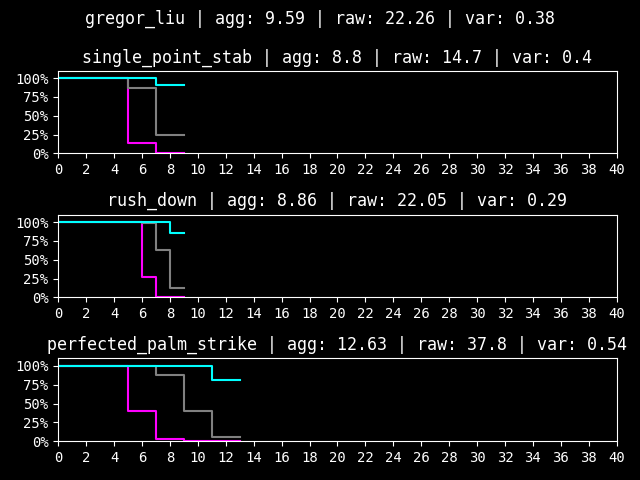 gregor_liu | agg: 9.59 | raw: 22.26 | var: 0.38
single_point_stab | agg: 8.8 | raw: 14.7 | var: 0.4
100%
75%
50%
25%
0%
0 2 4 6 8 10 12 14 16 18 20 22 24 26 28 30 32 34 36 38 40
rush_down | agg: 8.86 | raw: 22.05 | var: 0.29
100%
75%
50%
25%
0%
0 2 4 6 8 10 12 14 16 18 20 22 24 26 28 30 32 34 36 38 40
perfected_palm_strike | agg: 12.63 | raw: 37.8 | var: 0.54
100%
75%
50%
25%
0%
0 2 4 6 8 10 12 14 16 18 20 22 24 26 28 30 32 34 36 38 40